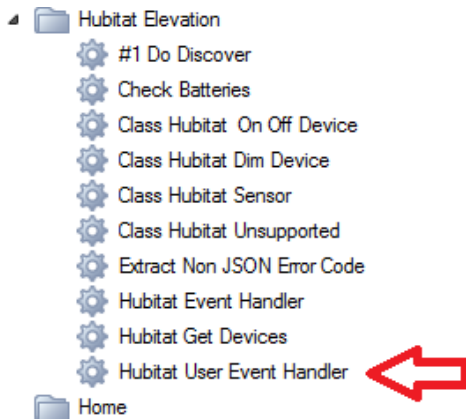 Hubitat Elevation
#1 Do Discover
Check Batteries
Class Hubitat On Off Device
Class Hubitat Dim Device
Class Hubitat Sensor
Class Hubitat Unsupported
Extract Non JSON Error Code
Hubitat Event Handler
Hubitat Get Devices
Hubitat User Event Handler
Home